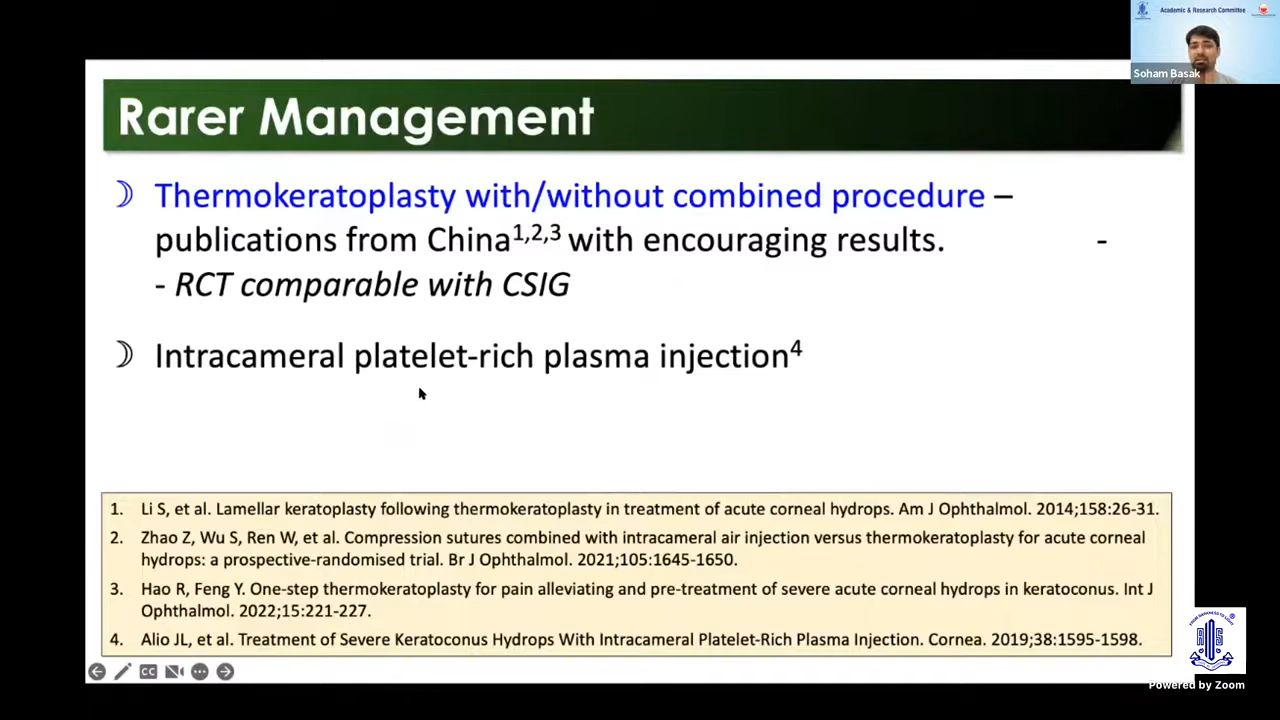 Academic & Research Committee
Soham Basak
Rarer Management
☽ Thermokeratoplasty with/without combined procedure –
publications from China1,2,3 with encouraging results. -
- RCT comparable with CSIG
☽ Intracameral platelet-rich plasma injection4
1. Li S, et al. Lamellar keratoplasty following thermokeratoplasty in treatment of acute corneal hydrops. Am J Ophthalmol. 2014;158:26-31.
2. Zhao Z, Wu S, Ren W, et al. Compression sutures combined with intracameral air injection versus thermokeratoplasty for acute corneal
hydrops: a prospective-randomised trial. Br J Ophthalmol. 2021;105:1645-1650.
3. Hao R, Feng Y. One-step thermokeratoplasty for pain alleviating and pre-treatment of severe acute corneal hydrops in keratoconus. Int J
Ophthalmol. 2022;15:221-227.
4. Alio JL, et al. Treatment of Severe Keratoconus Hydrops With Intracameral Platelet-Rich Plasma Injection. Cornea. 2019;38:1595-1598.
CC
Powered by Zoom